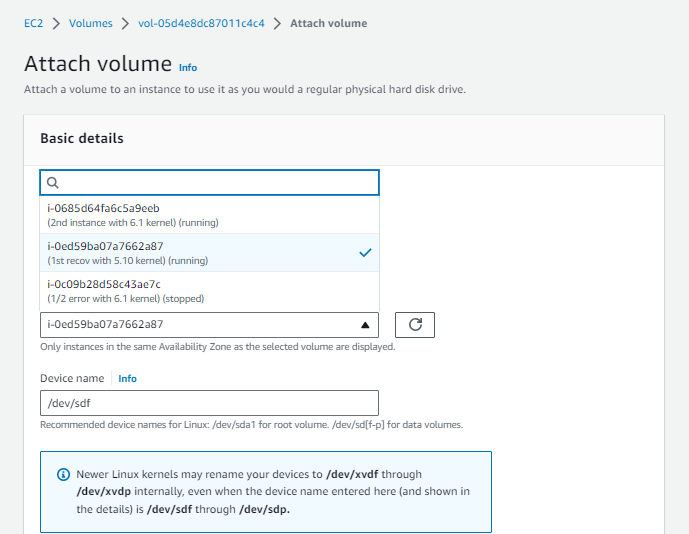 EC2 > Volumes > vol-05d4e8dc87011c4c4 > Attach volume
Attach volume Info
Attach a volume to an instance to use it as you would a regular physical hard disk drive.
Basic details
i-0685d64fa6c5a9eeb
(2nd instance with 6.1 kernel) (running)
i-0ed59ba07a7662a87
(1st recov with 5.10 kernel) (running)
i-0c09b28d58c43ae7c
(1/2 error with 6.1 kernel) (stopped)
i-0ed59ba07a7662a87
Only instances in the same Availability Zone as the selected volume are displayed.
Device name Info
/dev/sdf
Recommended device names for Linux: /dev/sda1 for root volume. /dev/sd[f-p] for data volumes.
Newer Linux kernels may rename your devices to /dev/xvdf through
/dev/xvdp internally, even when the device name entered here (and shown in
the details) is /dev/sdf through /dev/sdp.